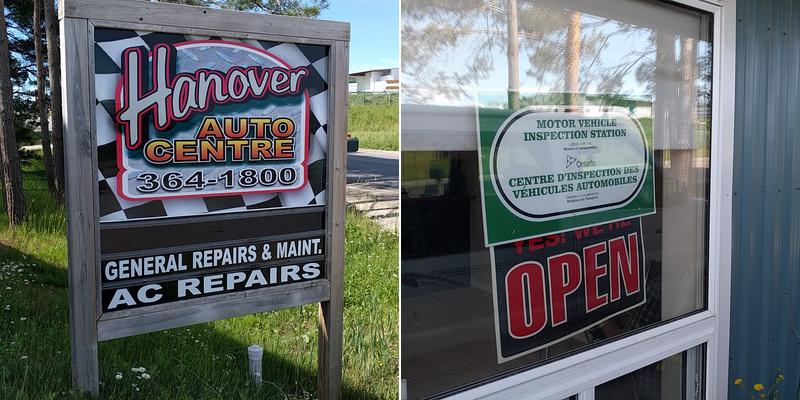 Hanover
AUTO
CENTRE
364-1800
GENERAL REPAIRS & MAINT.
AC REPAIRS
MOTOR VEHICLE
INSPECTION STATION
Ontario
CENTRE D'INSPECTION DES
VÉHICULES AUTOMOBILES
YES! WE'RE
OPEN